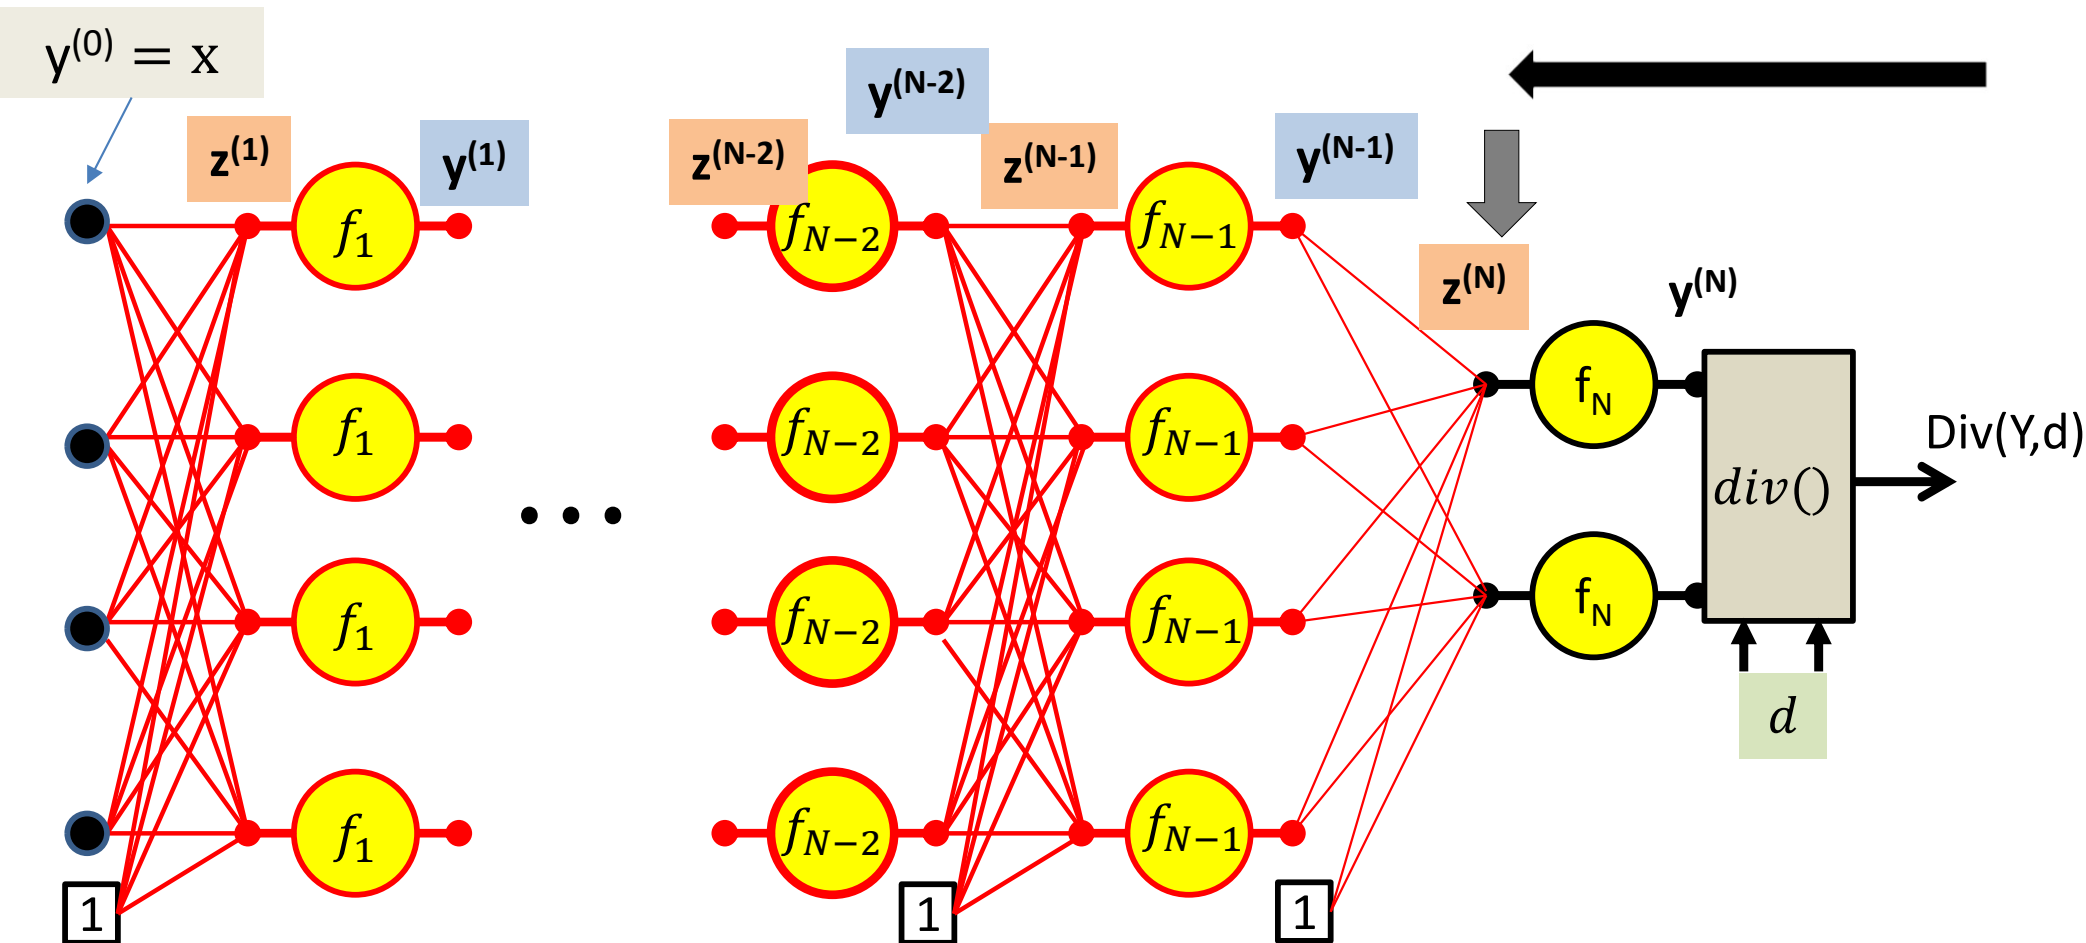 y(0) = x
z(1)
y(1)
z(N-2)
y(N-2)
z(N-1)
y(N-1)
z(N)
y(N)
f1
fN−2
fN−1
fN
f1
fN−2
fN−1
div()
Div(Y,d)
f1
fN−2
fN−1
fN
d
f1
fN−2
fN−1
1
1
1